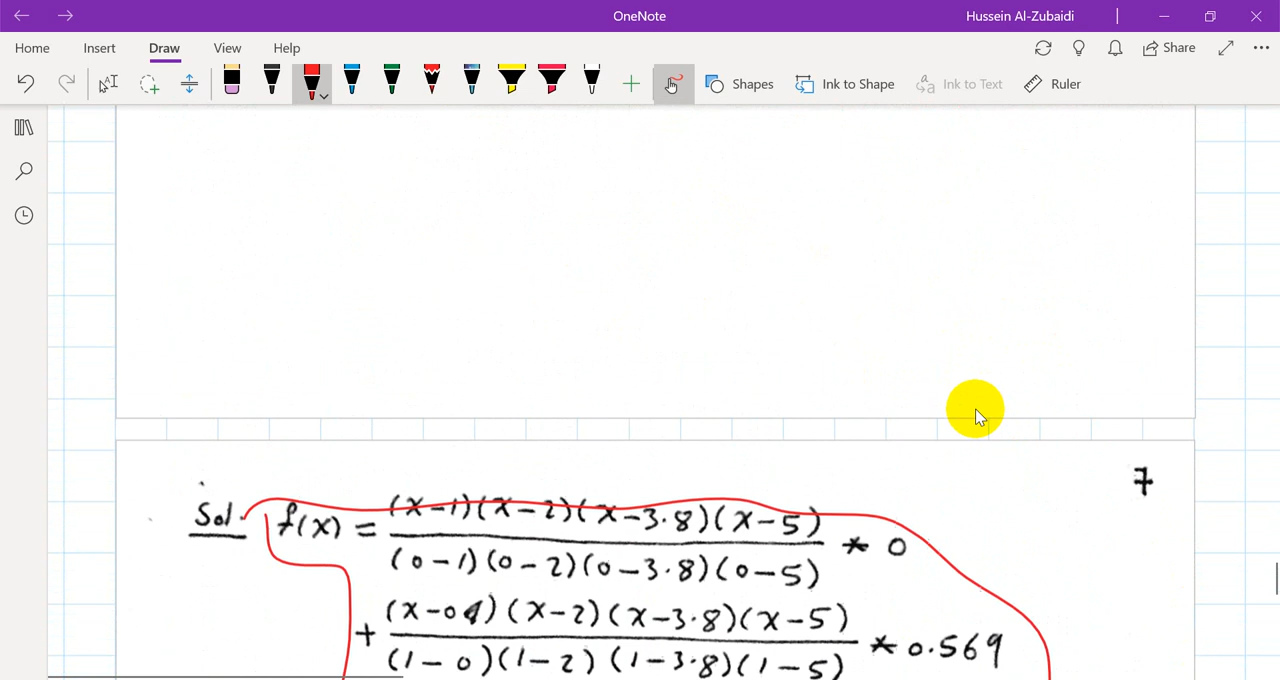 OneNote
Hussein Al-Zubaidi
Home Insert Draw View Help
Share
Shapes Ink to Shape Ink to Text Ruler
7
Sol. f(x) = (x-1)(x-2)(x-3.8)(x-5)
(0-1)(0-2)(0-3.8)(0-5) * 0
+ (x-0)(x-2)(x-3.8)(x-5)
(1-0)(1-2)(1-3.8)(1-5) * 0.569